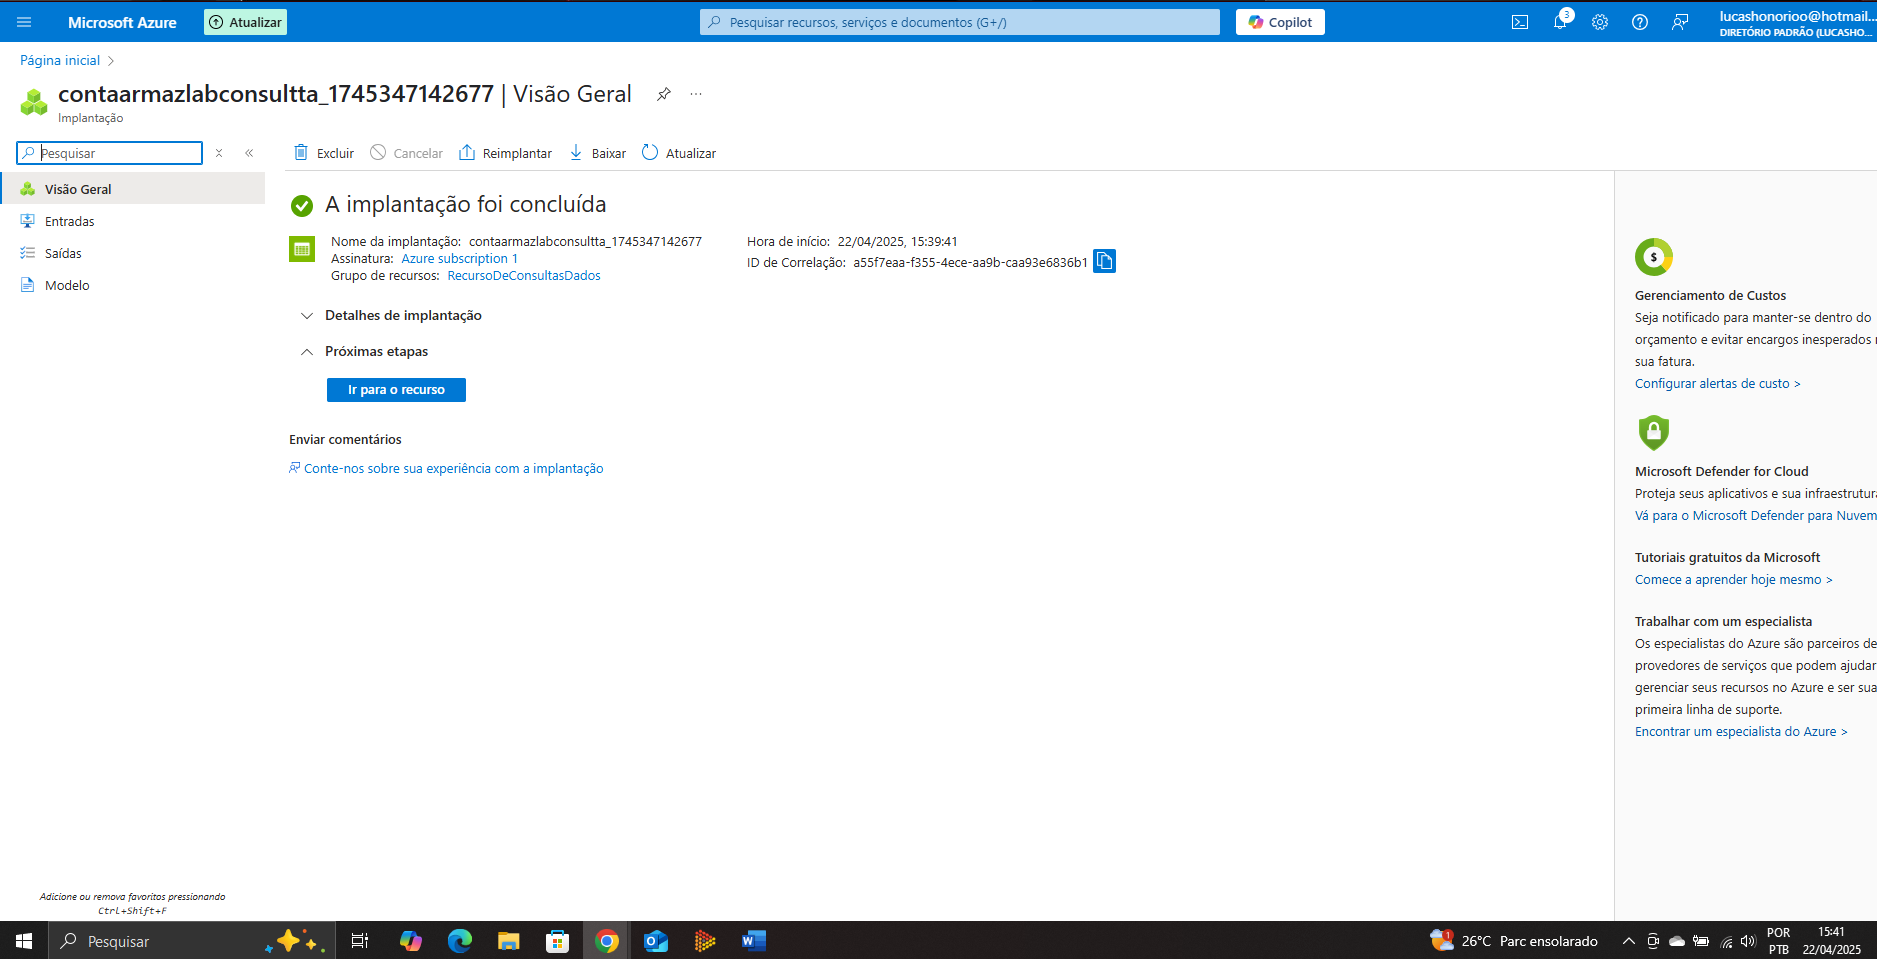 Microsoft Azure
Atualizar
Pesquisar recursos, serviços e documentos (G+/)
Copilot
3
lucashonorioo@hotmail....
DIRETÓRIO PADRÃO (LUCASHO...
Página inicial
contaarmazlabconsultta_1745347142677 | Visão Geral
Implantação
Pesquisar
Excluir
Cancelar
Reimplantar
Baixar
Atualizar
Visão Geral
Entradas
Saídas
Modelo
A implantação foi concluída
Nome da implantação: contaarmazlabconsultta_1745347142677
Assinatura: Azure subscription 1
Grupo de recursos: RecursoDeConsultasDados
Hora de início: 22/04/2025, 15:39:41
ID de Correlação: a55f7eaa-f355-4ece-aa9b-caa93e6836b1
Detalhes de implantação
Próximas etapas
Ir para o recurso
Enviar comentários
Conte-nos sobre sua experiência com a implantação
$
Gerenciamento de Custos
Seja notificado para manter-se dentro do
orçamento e evitar encargos inesperados
sua fatura.
Configurar alertas de custo >
Microsoft Defender for Cloud
Proteja seus aplicativos e sua infraestrutura
Vá para o Microsoft Defender para Nuvem
Tutoriais gratuitos da Microsoft
Comece a aprender hoje mesmo >
Trabalhar com um especialista
Os especialistas do Azure são parceiros de
provedores de serviços que podem ajudar
gerenciar seus recursos no Azure e ser sua
primeira linha de suporte.
Encontrar um especialista do Azure >
Adicione ou remova favoritos pressionando
Ctrl+Shift+F
Pesquisar
1
26°C Parc ensolarado
POR
PTB
15:41
22/04/2025